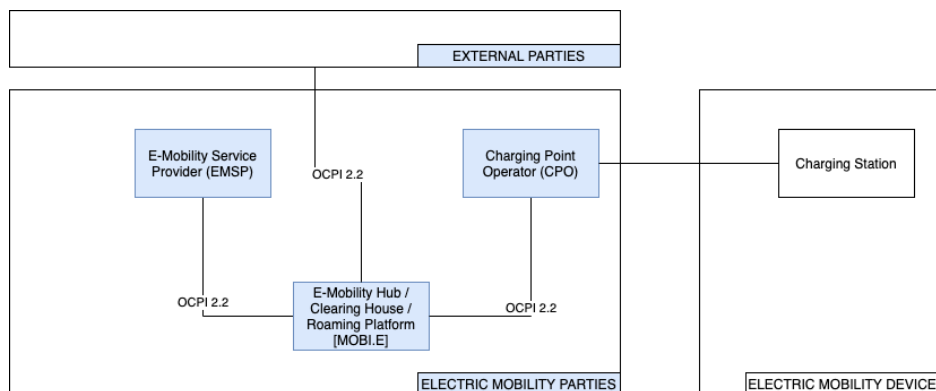 EXTERNAL PARTIES
E-Mobility Service
Provider (EMSP)
Charging Point
Operator (CPO)
Charging Station
OCPI 2.2
OCPI 2.2
E-Mobility Hub /
Clearing House /
Roaming Platform
[MOBI.E]
OCPI 2.2
ELECTRIC MOBILITY PARTIES
ELECTRIC MOBILITY DEVICE